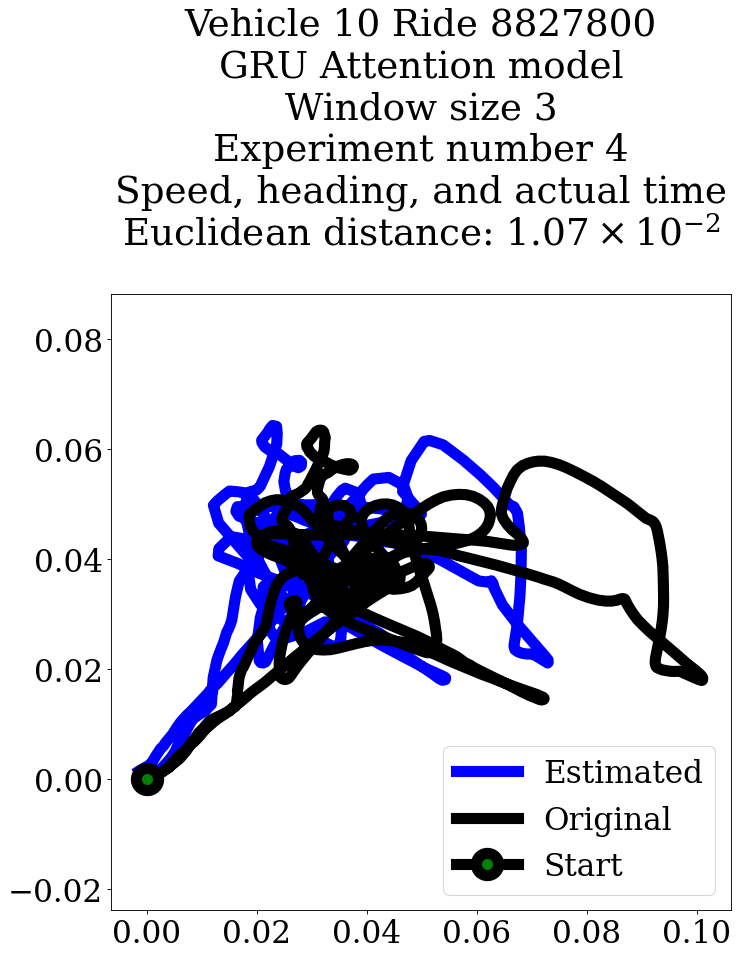 Vehicle 10 Ride 8827800
GRU Attention model
Window size 3
Experiment number 4
Speed, heading, and actual time
Euclidean distance: 1.07 × 10⁻²
0.08
0.06
0.04
0.02
0.00
−0.02
0.00 0.02 0.04 0.06 0.08 0.10
Estimated
Original
Start